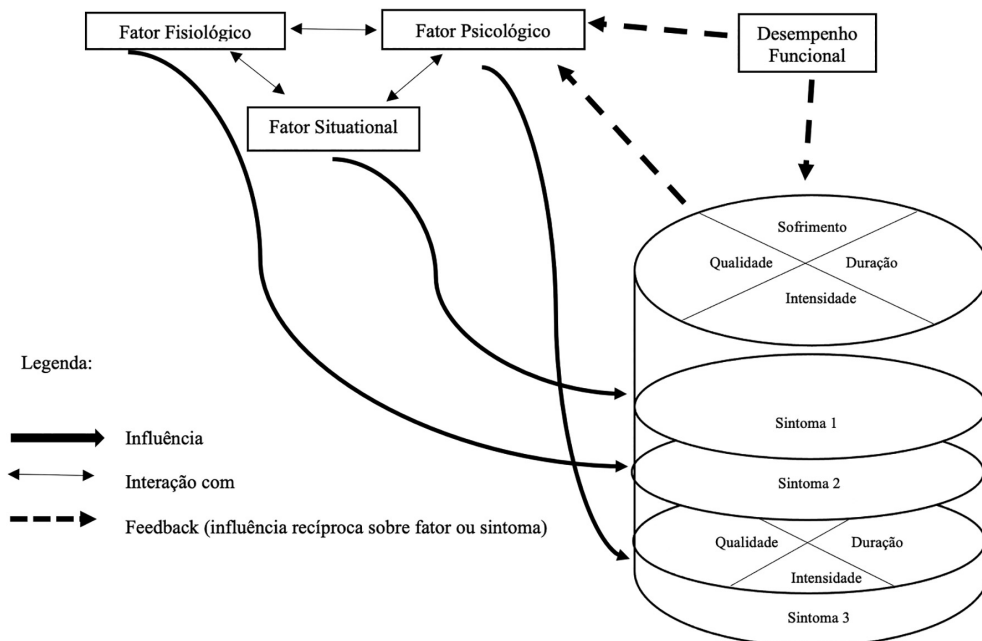 Fator Fisiológico
Fator Psicológico
Desempenho
Funcional
Fator Situational
Sofrimento
Qualidade
Duração
Intensidade
Legenda:
Influência
Interação com
Feedback (influência recíproca sobre fator ou sintoma)
Sintoma 1
Sintoma 2
Qualidade
Duração
Intensidade
Sintoma 3